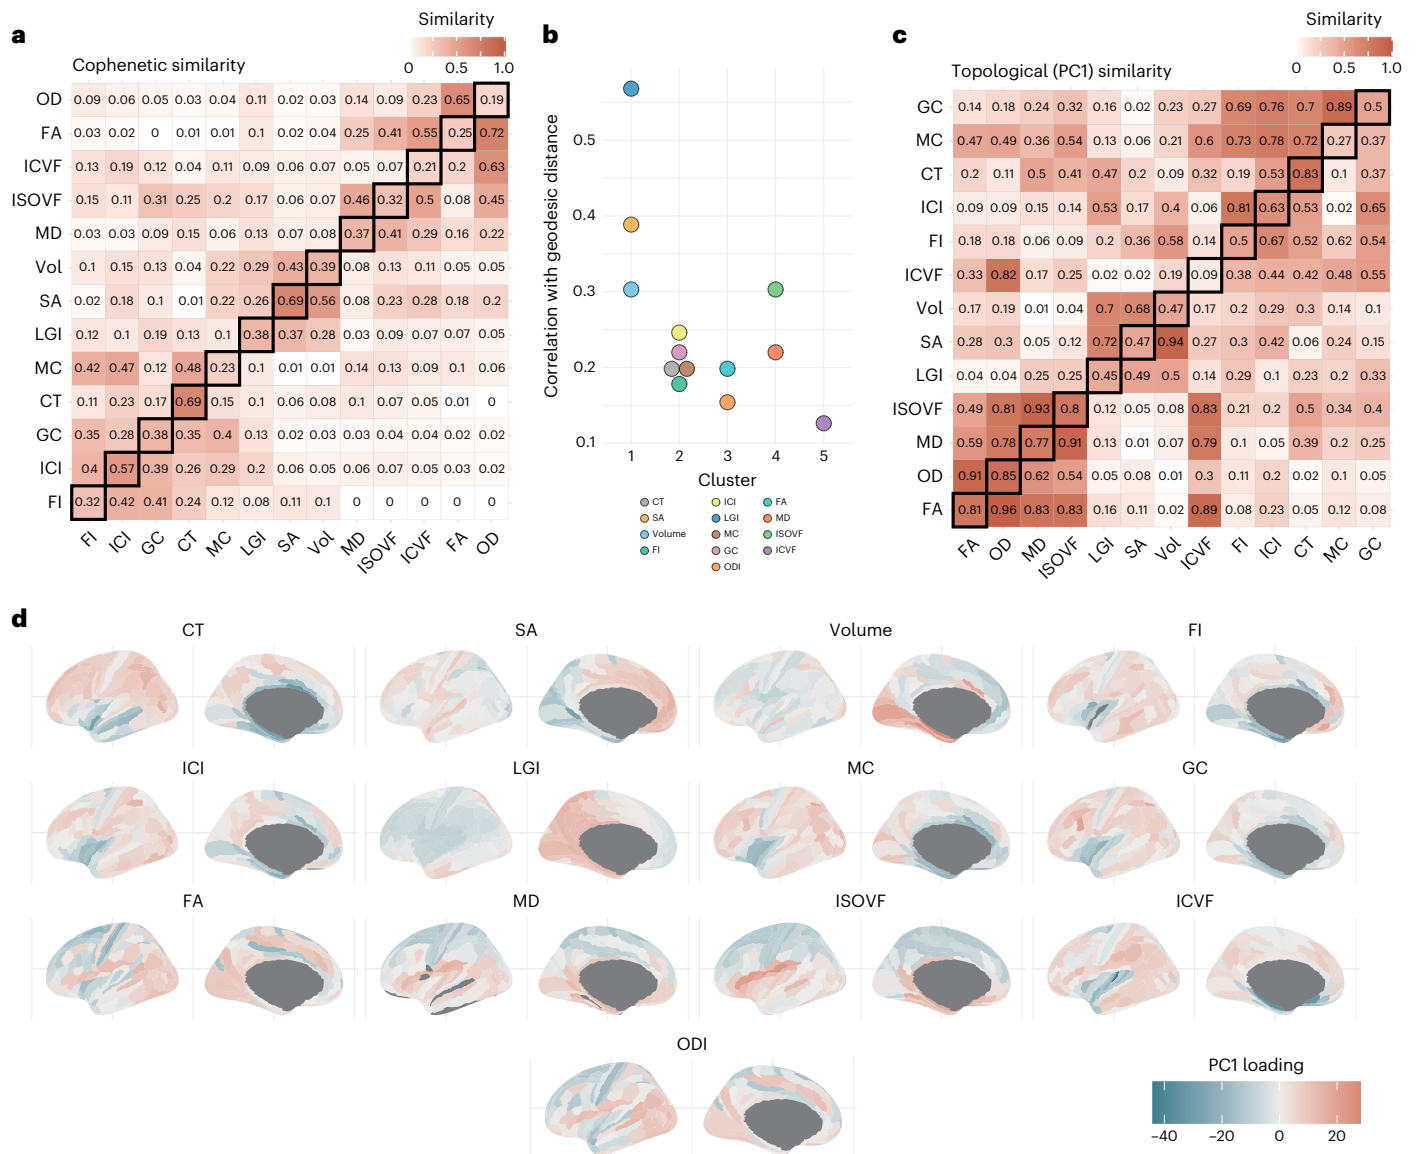 a
Similarity
0 0.5 1.0
Cophenetic similarity
OD 0.09 0.06 0.05 0.03 0.04 0.11 0.02 0.03 0.14 0.09 0.23 0.65 0.19
FA 0.03 0.02 0 0.01 0.01 0.1 0.02 0.04 0.25 0.41 0.55 0.25 0.72
ICVF 0.13 0.19 0.12 0.04 0.11 0.09 0.06 0.07 0.05 0.07 0.21 0.2 0.63
ISOVF 0.15 0.11 0.31 0.25 0.2 0.17 0.06 0.07 0.46 0.32 0.5 0.08 0.45
MD 0.03 0.03 0.09 0.15 0.06 0.13 0.07 0.08 0.37 0.41 0.29 0.16 0.22
Vol 0.1 0.15 0.13 0.04 0.22 0.29 0.43 0.39 0.08 0.13 0.11 0.05 0.05
SA 0.02 0.18 0.1 0.01 0.22 0.26 0.69 0.56 0.08 0.23 0.28 0.18 0.2
LGI 0.12 0.1 0.19 0.13 0.1 0.38 0.37 0.28 0.03 0.09 0.07 0.07 0.05
MC 0.42 0.47 0.12 0.48 0.23 0.1 0.01 0.01 0.14 0.13 0.09 0.1 0.06
CT 0.11 0.23 0.17 0.69 0.15 0.1 0.06 0.08 0.1 0.07 0.05 0.01 0
GC 0.35 0.28 0.38 0.35 0.4 0.13 0.02 0.03 0.03 0.04 0.04 0.02 0.02
ICI 0.4 0.57 0.39 0.26 0.29 0.2 0.06 0.05 0.06 0.07 0.05 0.03 0.02
FI 0.32 0.42 0.41 0.24 0.12 0.08 0.11 0.1 0 0 0 0 0
FI ICI GC CT MC LGI SA Vol MD ISOVF ICVF FA OD
b
Correlation with geodesic distance
0.5
0.4
0.3
0.2
0.1
1 2 3 4 5
Cluster
CT ICI FA
SA LGI MD
Volume MC ISOVF
FI GC ICVF
ODI
c
Similarity
0 0.5 1.0
Topological (PC1) similarity
GC 0.14 0.18 0.24 0.32 0.16 0.02 0.23 0.27 0.69 0.76 0.7 0.89 0.5
MC 0.47 0.49 0.36 0.54 0.13 0.06 0.21 0.6 0.73 0.78 0.72 0.27 0.37
CT 0.2 0.11 0.5 0.41 0.47 0.2 0.09 0.32 0.19 0.53 0.83 0.1 0.37
ICI 0.09 0.09 0.15 0.14 0.53 0.17 0.4 0.06 0.81 0.63 0.53 0.02 0.65
FI 0.18 0.18 0.06 0.09 0.2 0.36 0.58 0.14 0.5 0.67 0.52 0.62 0.54
ICVF 0.33 0.82 0.17 0.25 0.02 0.02 0.19 0.09 0.38 0.44 0.42 0.48 0.55
Vol 0.17 0.19 0.01 0.04 0.7 0.68 0.47 0.17 0.2 0.29 0.3 0.14 0.1
SA 0.28 0.3 0.05 0.12 0.72 0.47 0.94 0.27 0.3 0.42 0.06 0.24 0.15
LGI 0.04 0.04 0.25 0.25 0.45 0.49 0.5 0.14 0.29 0.1 0.23 0.2 0.33
ISOVF 0.49 0.81 0.93 0.8 0.12 0.05 0.08 0.83 0.21 0.2 0.5 0.34 0.4
MD 0.59 0.78 0.77 0.91 0.13 0.01 0.07 0.79 0.1 0.05 0.39 0.2 0.25
OD 0.91 0.85 0.62 0.54 0.05 0.08 0.01 0.3 0.11 0.2 0.02 0.1 0.05
FA 0.81 0.96 0.83 0.83 0.16 0.11 0.02 0.89 0.08 0.23 0.05 0.12 0.08
FA OD MD ISOVF LGI SA Vol ICVF FI ICI CT MC GC
d
CT SA Volume FI
ICI LGI MC GC
FA MD ISOVF ICVF
ODI
PC1 loading
−40 −20 0 20